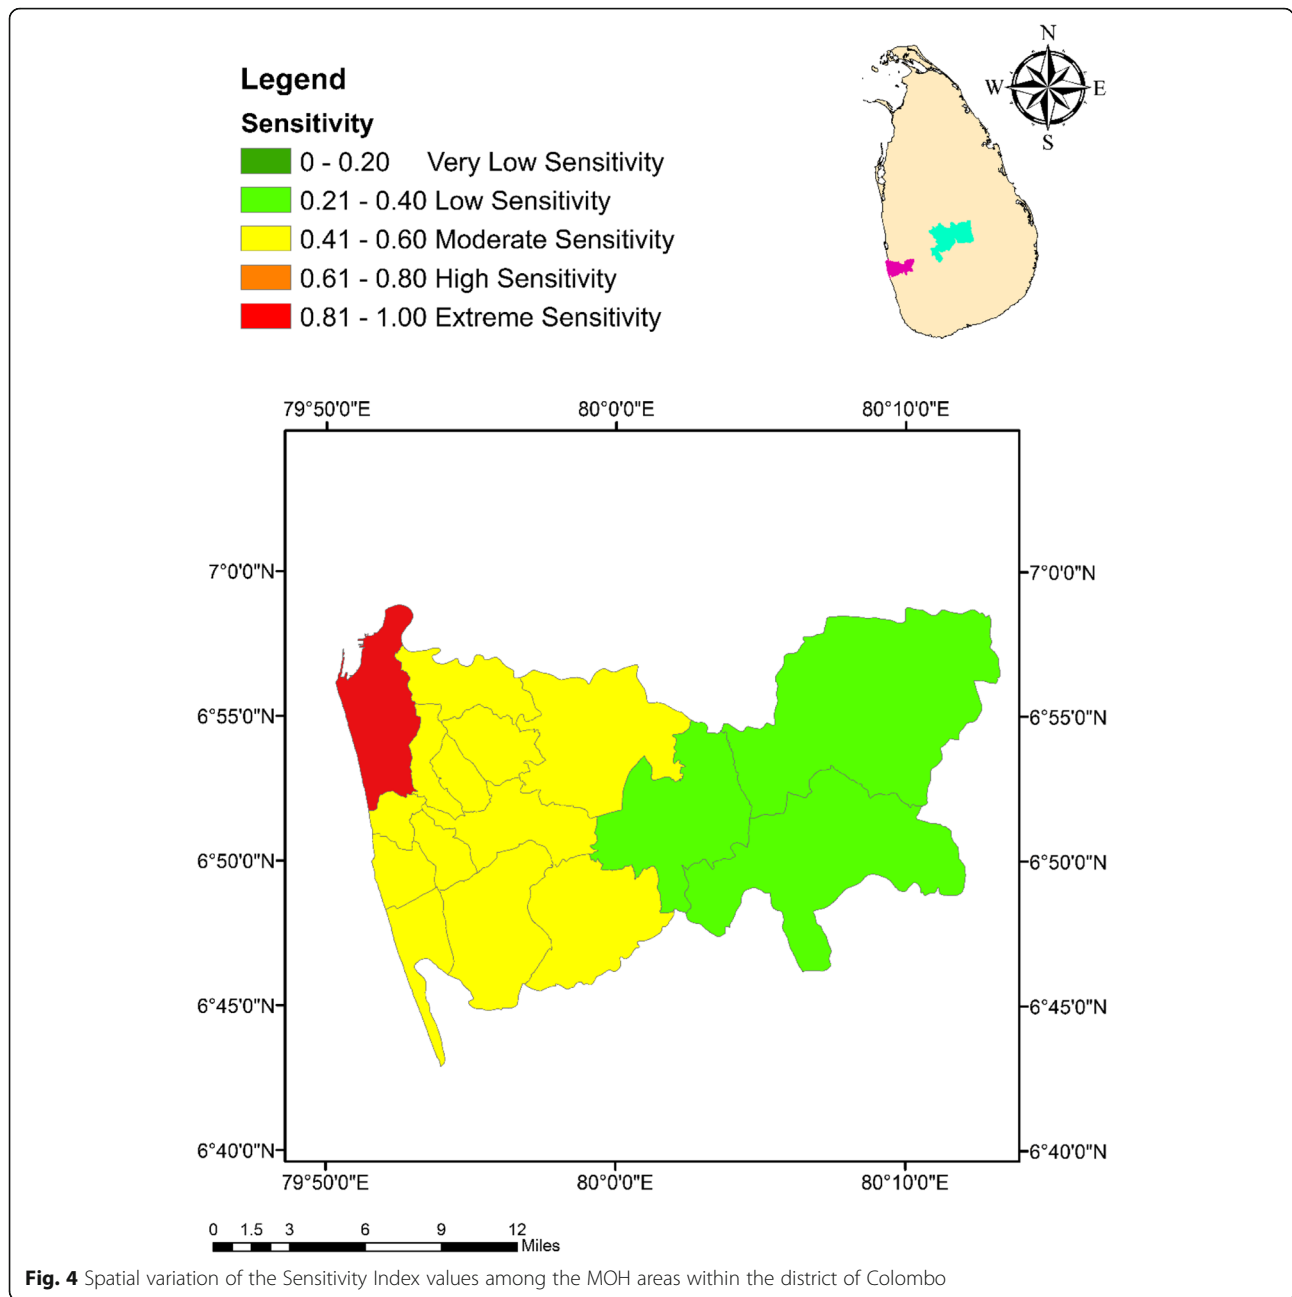 N
W E
S
Legend
Sensitivity
0 - 0.20 Very Low Sensitivity
0.21 - 0.40 Low Sensitivity
0.41 - 0.60 Moderate Sensitivity
0.61 - 0.80 High Sensitivity
0.81 - 1.00 Extreme Sensitivity
79°50'0"E 80°0'0"E 80°10'0"E
7°0'0"N 7°0'0"N
6°55'0"N 6°55'0"N
6°50'0"N 6°50'0"N
6°45'0"N 6°45'0"N
6°40'0"N 6°40'0"N
79°50'0"E 80°0'0"E 80°10'0"E
0 1.5 3 6 9 12
Miles
Fig. 4 Spatial variation of the Sensitivity Index values among the MOH areas within the district of Colombo